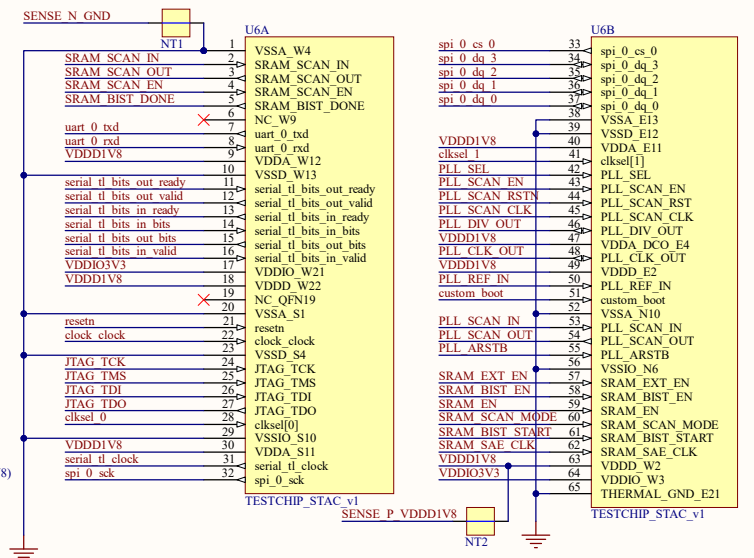 SENSE_N_GND
NT1
U6A
1 VSSA_W4
SRAM_SCAN_IN 2 SRAM_SCAN_IN
SRAM_SCAN_OUT 3 SRAM_SCAN_OUT
SRAM_SCAN_EN 4 SRAM_SCAN_EN
SRAM_BIST_DONE 5 SRAM_BIST_DONE
6 NC_W9
uart_0_txd 7 uart_0_txd
uart_0_rxd 8 uart_0_rxd
VDDD1V8 9 VDDA_W12
10 VSSD_W13
serial_tl_bits_out_ready 11 serial_tl_bits_out_ready
serial_tl_bits_out_valid 12 serial_tl_bits_out_valid
serial_tl_bits_in_ready 13 serial_tl_bits_in_ready
serial_tl_bits_in_bits 14 serial_tl_bits_in_bits
serial_tl_bits_out_bits 15 serial_tl_bits_out_bits
serial_tl_bits_in_valid 16 serial_tl_bits_in_valid
VDDIO3V3 17 VDDIO_W21
VDDD1V8 18 VDDD_W22
19 NC_QFN19
20 VSSA_S1
resetn 21 resetn
clock_clock 22 clock_clock
23 VSSD_S4
JTAG_TCK 24 JTAG_TCK
JTAG_TMS 25 JTAG_TMS
JTAG_TDI 26 JTAG_TDI
JTAG_TDO 27 JTAG_TDO
clksel_0 28 clksel[0]
29 VSSIO_S10
VDDD1V8 30 VDDA_S11
serial_tl_clock 31 serial_tl_clock
spi_0_sck 32 spi_0_sck
8)
TESTCHIP_STAC_v1
U6B
spi_0_cs_0 33 spi_0_cs_0
spi_0_dq_3 34 spi_0_dq_3
spi_0_dq_2 35 spi_0_dq_2
spi_0_dq_1 36 spi_0_dq_1
spi_0_dq_0 37 spi_0_dq_0
38 VSSA_E13
39 VSSD_E12
VDDD1V8 40 VDDA_E11
clksel_1 41 clksel[1]
PLL_SEL 42 PLL_SEL
PLL_SCAN_EN 43 PLL_SCAN_EN
PLL_SCAN_RSTN 44 PLL_SCAN_RST
PLL_SCAN_CLK 45 PLL_SCAN_CLK
PLL_DIV_OUT 46 PLL_DIV_OUT
VDDD1V8 47 VDDA_DCO_E4
PLL_CLK_OUT 48 PLL_CLK_OUT
VDDD1V8 49 VDDD_E2
PLL_REF_IN 50 PLL_REF_IN
custom_boot 51 custom_boot
52 VSSA_N10
PLL_SCAN_IN 53 PLL_SCAN_IN
PLL_SCAN_OUT 54 PLL_SCAN_OUT
PLL_ARSTB 55 PLL_ARSTB
56 VSSIO_N6
SRAM_EXT_EN 57 SRAM_EXT_EN
SRAM_BIST_EN 58 SRAM_BIST_EN
SRAM_EN 59 SRAM_EN
SRAM_SCAN_MODE 60 SRAM_SCAN_MODE
SRAM_BIST_START 61 SRAM_BIST_START
SRAM_SAE_CLK 62 SRAM_SAE_CLK
VDDD1V8 63 VDDD_W2
VDDIO3V3 64 VDDIO_W3
65 THERMAL_GND_E21
TESTCHIP_STAC_v1
SENSE_P_VDDD1V8
NT2